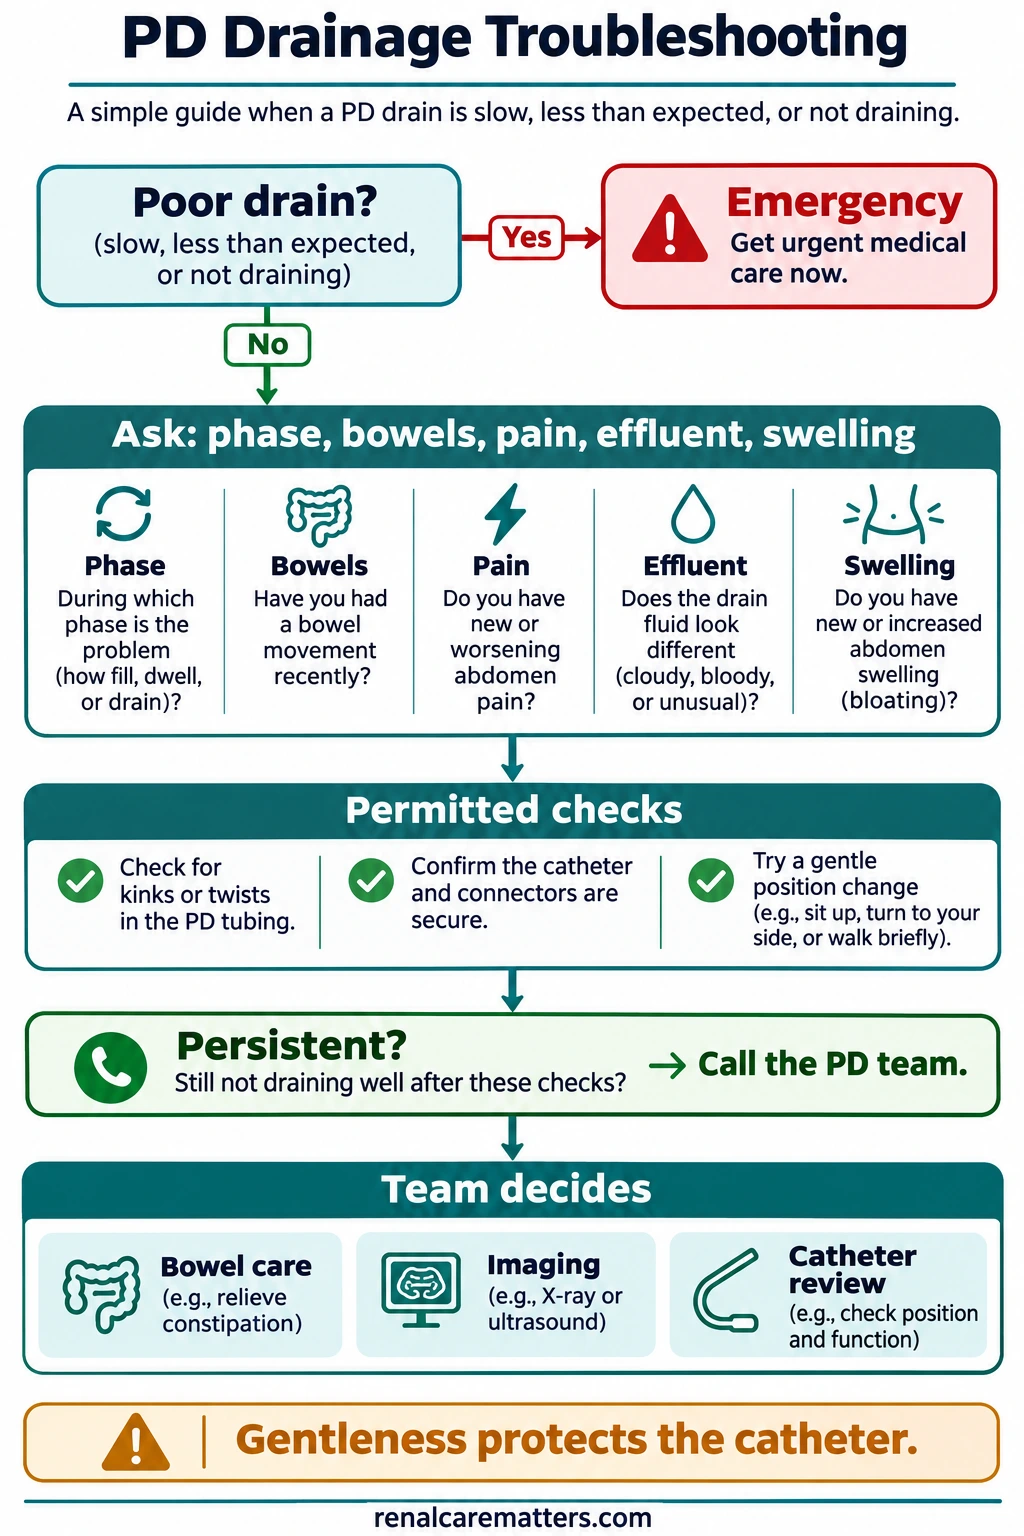 PD Drainage Troubleshooting
A simple guide when a PD drain is slow, less than expected, or not draining.
Poor drain?
(slow, less than expected,
or not draining)
Yes
Emergency
Get urgent medical
care now.
No
Ask: phase, bowels, pain, effluent, swelling
Phase
During which
phase is the
problem
(how fill, dwell,
or drain)?
Bowels
Have you had
a bowel
movement
recently?
Pain
Do you have
new or
worsening
abdomen
pain?
Effluent
Does the drain
fluid look
different
(cloudy, bloody,
or unusual)?
Swelling
Do you have
new or increased
abdomen
swelling
(bloating)?
Permitted checks
Check for
kinks or twists
in the PD tubing.
Confirm the catheter
and connectors are
secure.
Try a gentle
position change
(e.g., sit up, turn to your
side, or walk briefly).
Persistent?
Still not draining well after these checks?
→ Call the PD team.
Team decides
Bowel care
(e.g., relieve
constipation)
Imaging
(e.g., X-ray or
ultrasound)
Catheter
review
(e.g., check position
and function)
Gentleness protects the catheter.
renalcarematters.com